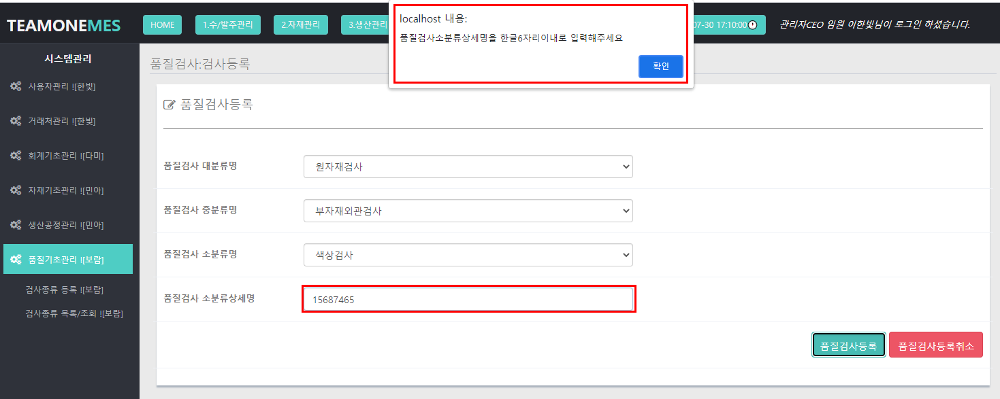 TEAMONEMES
HOME
1.수/발주관리
2.자재관리
3.생산관리
07-30 17:10:00
관리자CEO 임원 이한빛님이 로그인 하셨습니다.
localhost 내용:
품질검사소분류상세명을 한글6자리이내로 입력해주세요
확인
시스템관리
사용자관리 ![한빛]
거래처관리 ![한빛]
회계기초관리 ![다미]
자재기초관리 ![민아]
생산공정관리 ![민아]
품질기초관리 ![보람]
검사종류 등록 ![보람]
검사종류 목록/조회 ![보람]
품질검사:검사등록
품질검사등록
품질검사 대분류명
원자재검사
품질검사 중분류명
부자재외관검사
품질검사 소분류명
색상검사
품질검사 소분류상세명
15687465
품질검사등록
품질검사등록취소